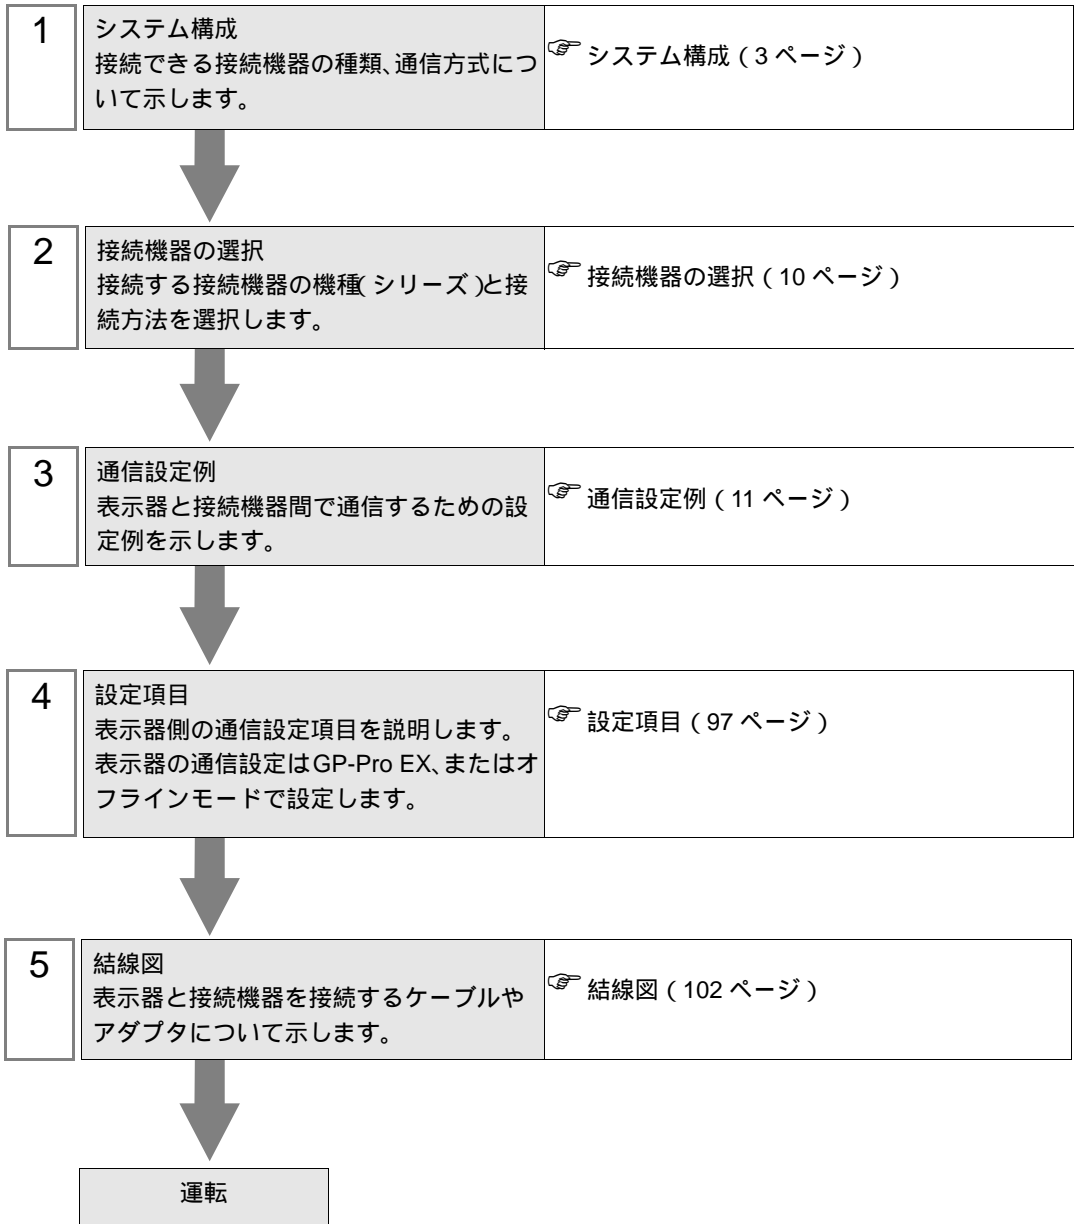 1
システム構成
接続できる接続機器の種類、通信方式につ
いて示します。
☞ システム構成 ( 3 ページ )
2
接続機器の選択
接続する接続機器の機種( シリーズ )と接
続方法を選択します。
☞ 接続機器の選択 ( 10 ページ )
3
通信設定例
表示器と接続機器間で通信するための設
定例を示します。
☞ 通信設定例 ( 11 ページ )
4
設定項目
表示器側の通信設定項目を説明します。
表示器の通信設定はGP-Pro EX、またはオ
フラインモードで設定します。
☞ 設定項目 ( 97 ページ )
5
結線図
表示器と接続機器を接続するケーブルや
アダプタについて示します。
☞ 結線図 ( 102 ページ )
運転